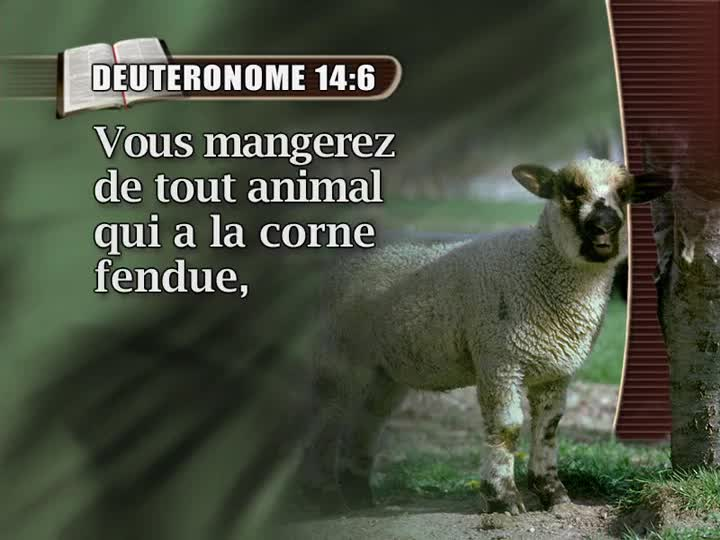 DEUTERONOME 14:6
Vous mangerez
de tout animal
qui a la corne
fendue,